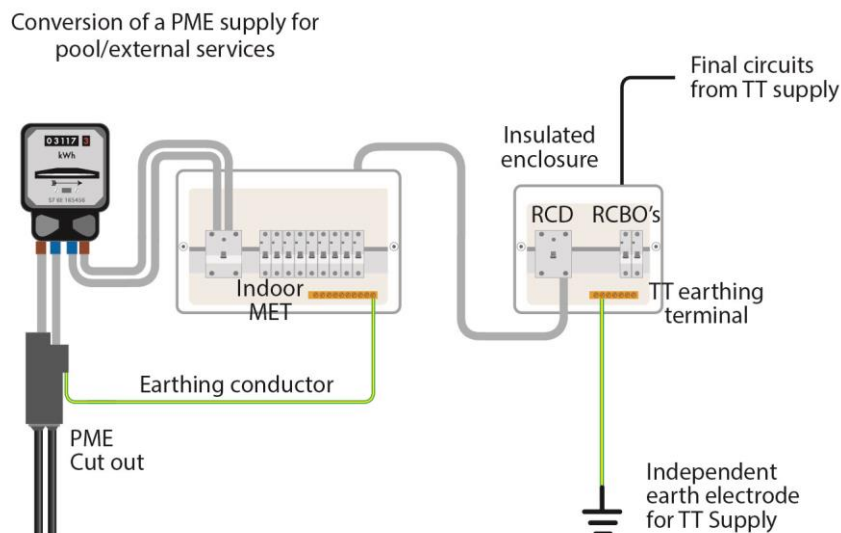 Conversion of a PME supply for
pool/external services
Final circuits
from TT supply
Insulated
enclosure
03117 3
kWh
RCD RCBO's
Indoor
MET
TT earthing
terminal
Earthing conductor
PME
Cut out
Independent
earth electrode
for TT Supply